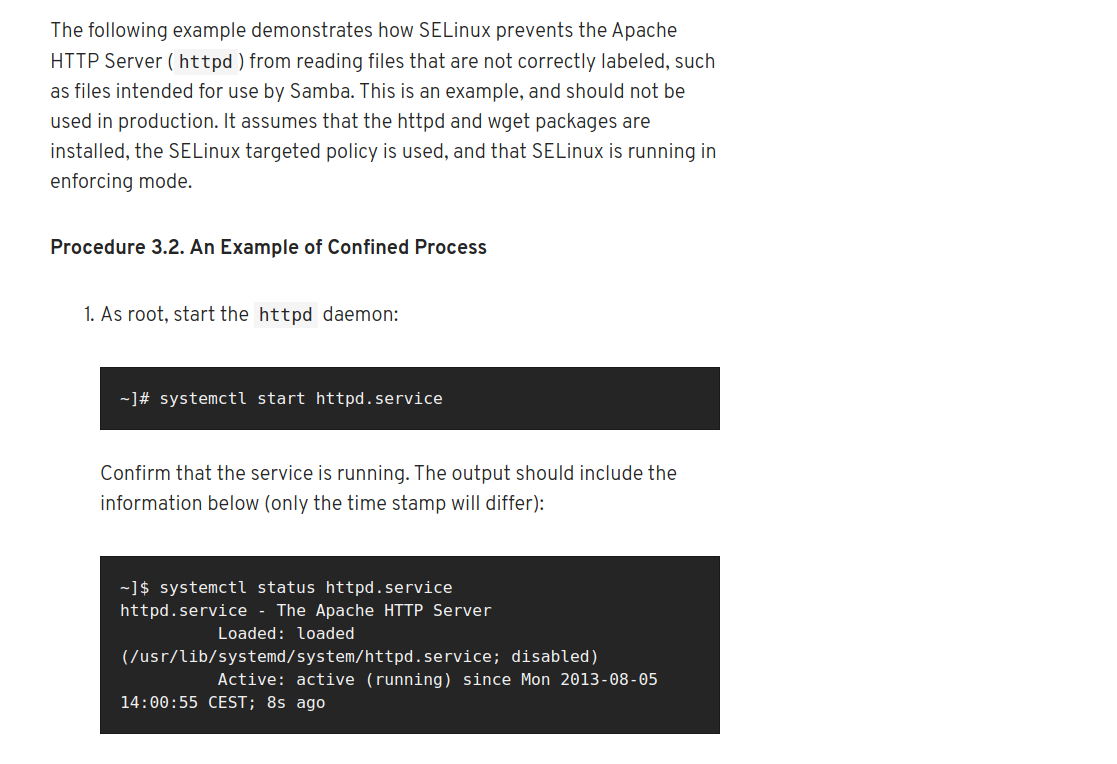 The following example demonstrates how SELinux prevents the Apache
HTTP Server ( httpd ) from reading files that are not correctly labeled, such
as files intended for use by Samba. This is an example, and should not be
used in production. It assumes that the httpd and wget packages are
installed, the SELinux targeted policy is used, and that SELinux is running in
enforcing mode.
Procedure 3.2. An Example of Confined Process
1. As root, start the httpd daemon:
~]# systemctl start httpd.service
Confirm that the service is running. The output should include the
information below (only the time stamp will differ):
~]$ systemctl status httpd.service
httpd.service - The Apache HTTP Server
Loaded: loaded
(/usr/lib/systemd/system/httpd.service; disabled)
Active: active (running) since Mon 2013-08-05
14:00:55 CEST; 8s ago